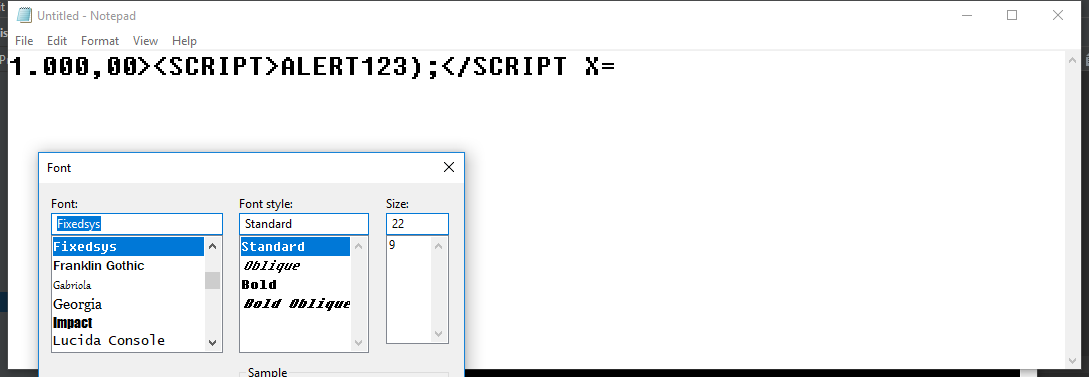 Untitled - Notepad
File Edit Format View Help
1.000,00><SCRIPT>ALERT123);</SCRIPT X=
Font
Font: Font style: Size:
Fixedsys Standard 22
Fixedsys Standard 9
Franklin Gothic Oblique
Gabriola Bold
Georgia Bold Oblique
Impact
Lucida Console
Sample